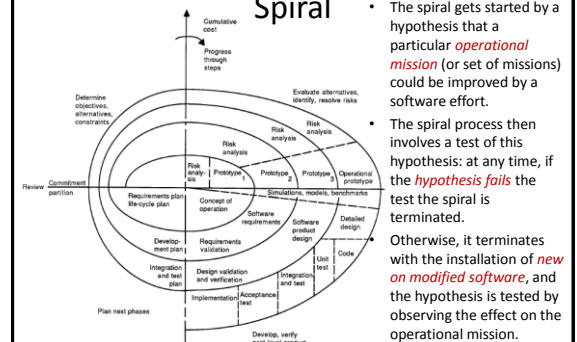 Spiral
Cumulative
cost
Progress
through
steps
Determine
objectives,
alternatives,
constraints
Evaluate alternatives,
identify, resolve risks
Risk
analysis
Risk
analysis
Risk
analysis
Risk
analy-
sis
Prototype
1
Prototype
2
Prototype
3
Operational
prototype
Review
Commitment
partition
Simulations, models, benchmarks
Requirements plan
life-cycle plan
Concept of
operation
Software
requirements
Software
product
design
Detailed
design
Develop-
ment plan
Requirements
validation
Unit
test
Code
Integration
and test
plan
Design validation
and verification
Integration
and test
Acceptance
test
Implementation
Plan next phases
Develop, verify
next-level product
• The spiral gets started by a
hypothesis that a
particular operational
mission (or set of missions)
could be improved by a
software effort.
• The spiral process then
involves a test of this
hypothesis: at any time, if
the hypothesis fails the
test the spiral is
terminated.
• Otherwise, it terminates
with the installation of new
on modified software, and
the hypothesis is tested by
observing the effect on the
operational mission.